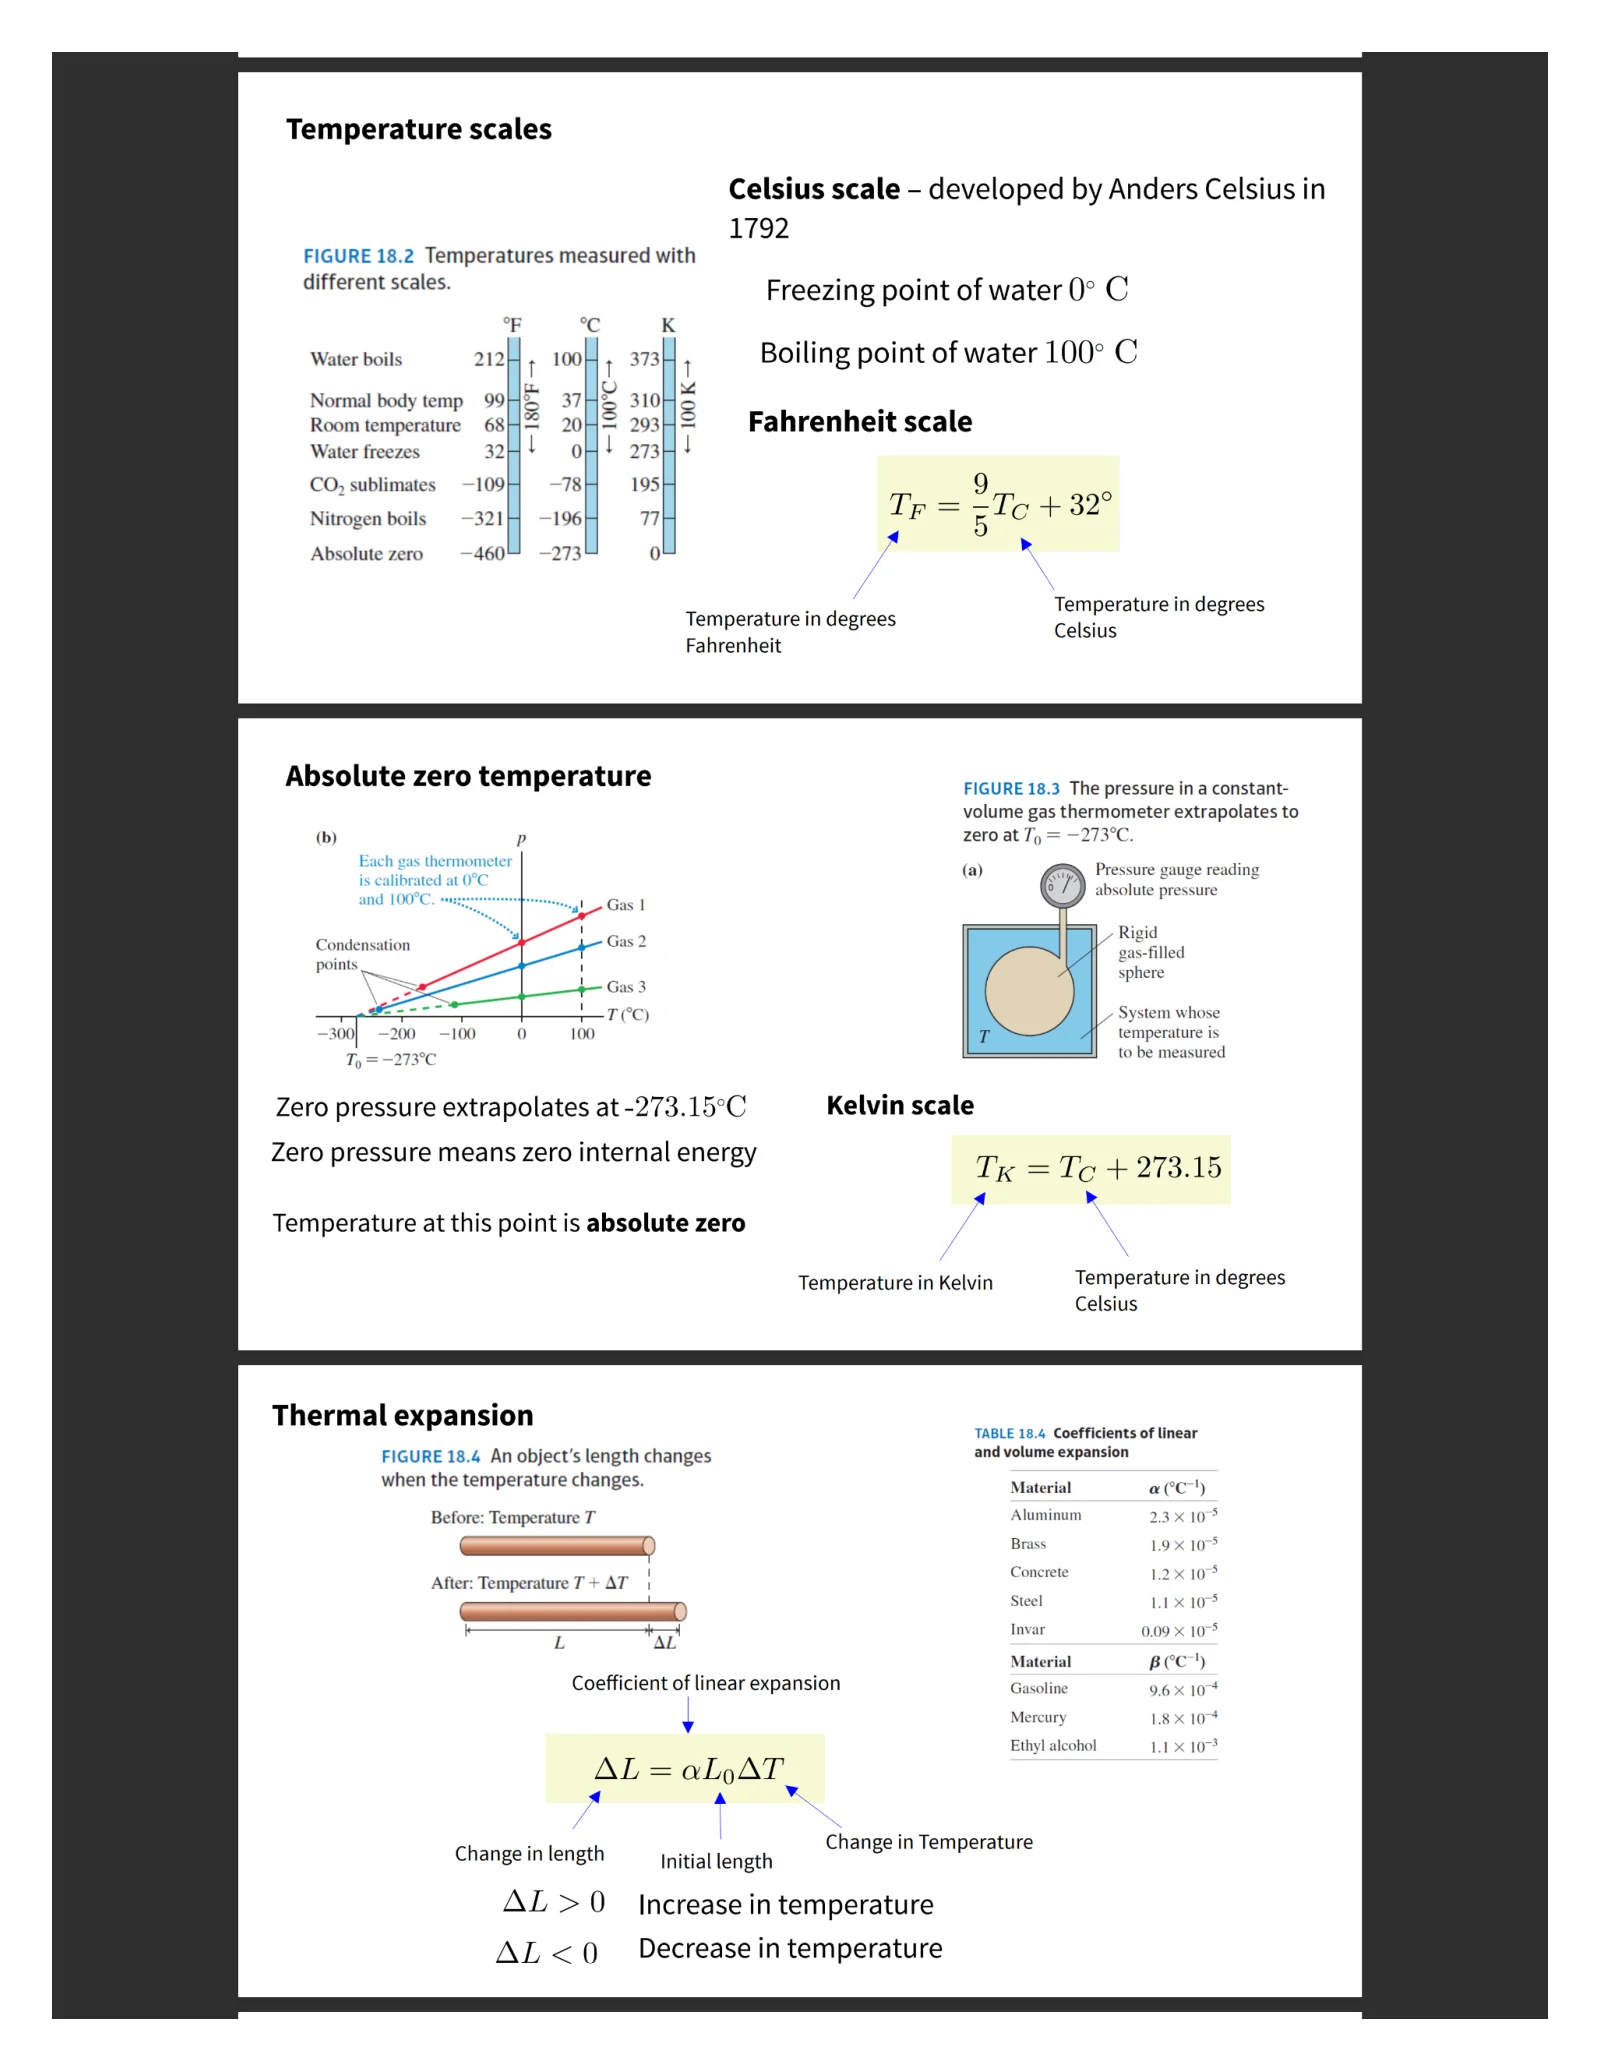 Temperature scales
Celsius scale – developed by Anders Celsius in
1792
FIGURE 18.2 Temperatures measured with
different scales.
Freezing point of water 0° C
Boiling point of water 100° C
°F °C K
Water boils 212 100 373
Normal body temp 99 37 310
Room temperature 68 20 293
Water freezes 32 0 273
CO₂ sublimates −109 −78 195
Nitrogen boils −321 −196 77
Absolute zero −460 −273 0
180°F
100°C
100 K
Fahrenheit scale
T_F = 9/5 T_C + 32°
Temperature in degrees
Fahrenheit
Temperature in degrees
Celsius
Absolute zero temperature
(b)
p
Each gas thermometer
is calibrated at 0°C
and 100°C.
Gas 1
Gas 2
Gas 3
Condensation
points
T (°C)
−300 −200 −100 0 100
T₀ = −273°C
FIGURE 18.3 The pressure in a constant-
volume gas thermometer extrapolates to
zero at T₀ = −273°C.
(a)
Pressure gauge reading
absolute pressure
0
Rigid
gas-filled
sphere
System whose
temperature is
to be measured
T
Zero pressure extrapolates at -273.15°C
Zero pressure means zero internal energy
Temperature at this point is absolute zero
Kelvin scale
T_K = T_C + 273.15
Temperature in Kelvin
Temperature in degrees
Celsius
Thermal expansion
FIGURE 18.4 An object's length changes
when the temperature changes.
Before: Temperature T
After: Temperature T + ΔT
L ΔL
TABLE 18.4 Coefficients of linear
and volume expansion
Material α (°C⁻¹)
Aluminum 2.3 × 10⁻⁵
Brass 1.9 × 10⁻⁵
Concrete 1.2 × 10⁻⁵
Steel 1.1 × 10⁻⁵
Invar 0.09 × 10⁻⁵
Material β (°C⁻¹)
Gasoline 9.6 × 10⁻⁴
Mercury 1.8 × 10⁻⁴
Ethyl alcohol 1.1 × 10⁻³
Coefficient of linear expansion
ΔL = αL₀ΔT
Change in length
Initial length
Change in Temperature
ΔL > 0 Increase in temperature
ΔL < 0 Decrease in temperature